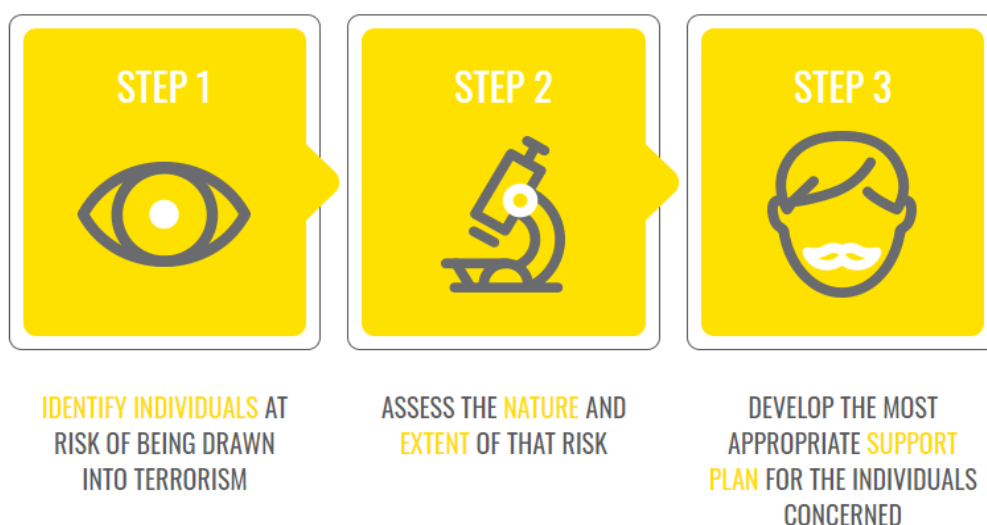 STEP 1
IDENTIFY INDIVIDUALS AT
RISK OF BEING DRAWN
INTO TERRORISM
STEP 2
ASSESS THE NATURE AND
EXTENT OF THAT RISK
STEP 3
DEVELOP THE MOST
APPROPRIATE SUPPORT
PLAN FOR THE INDIVIDUALS
CONCERNED